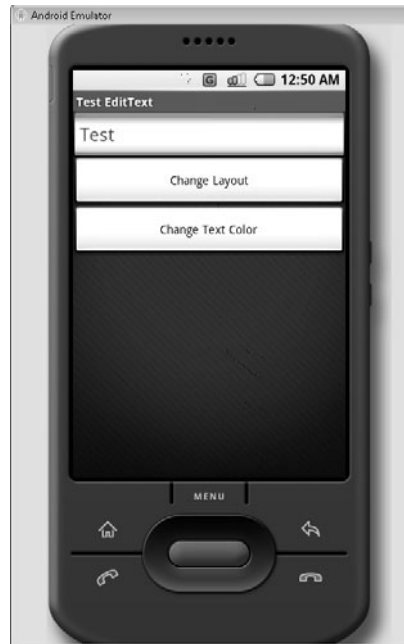 Android Emulator
G 12:50 AM
Test EditText
Test
Change Layout
Change Text Color
MENU